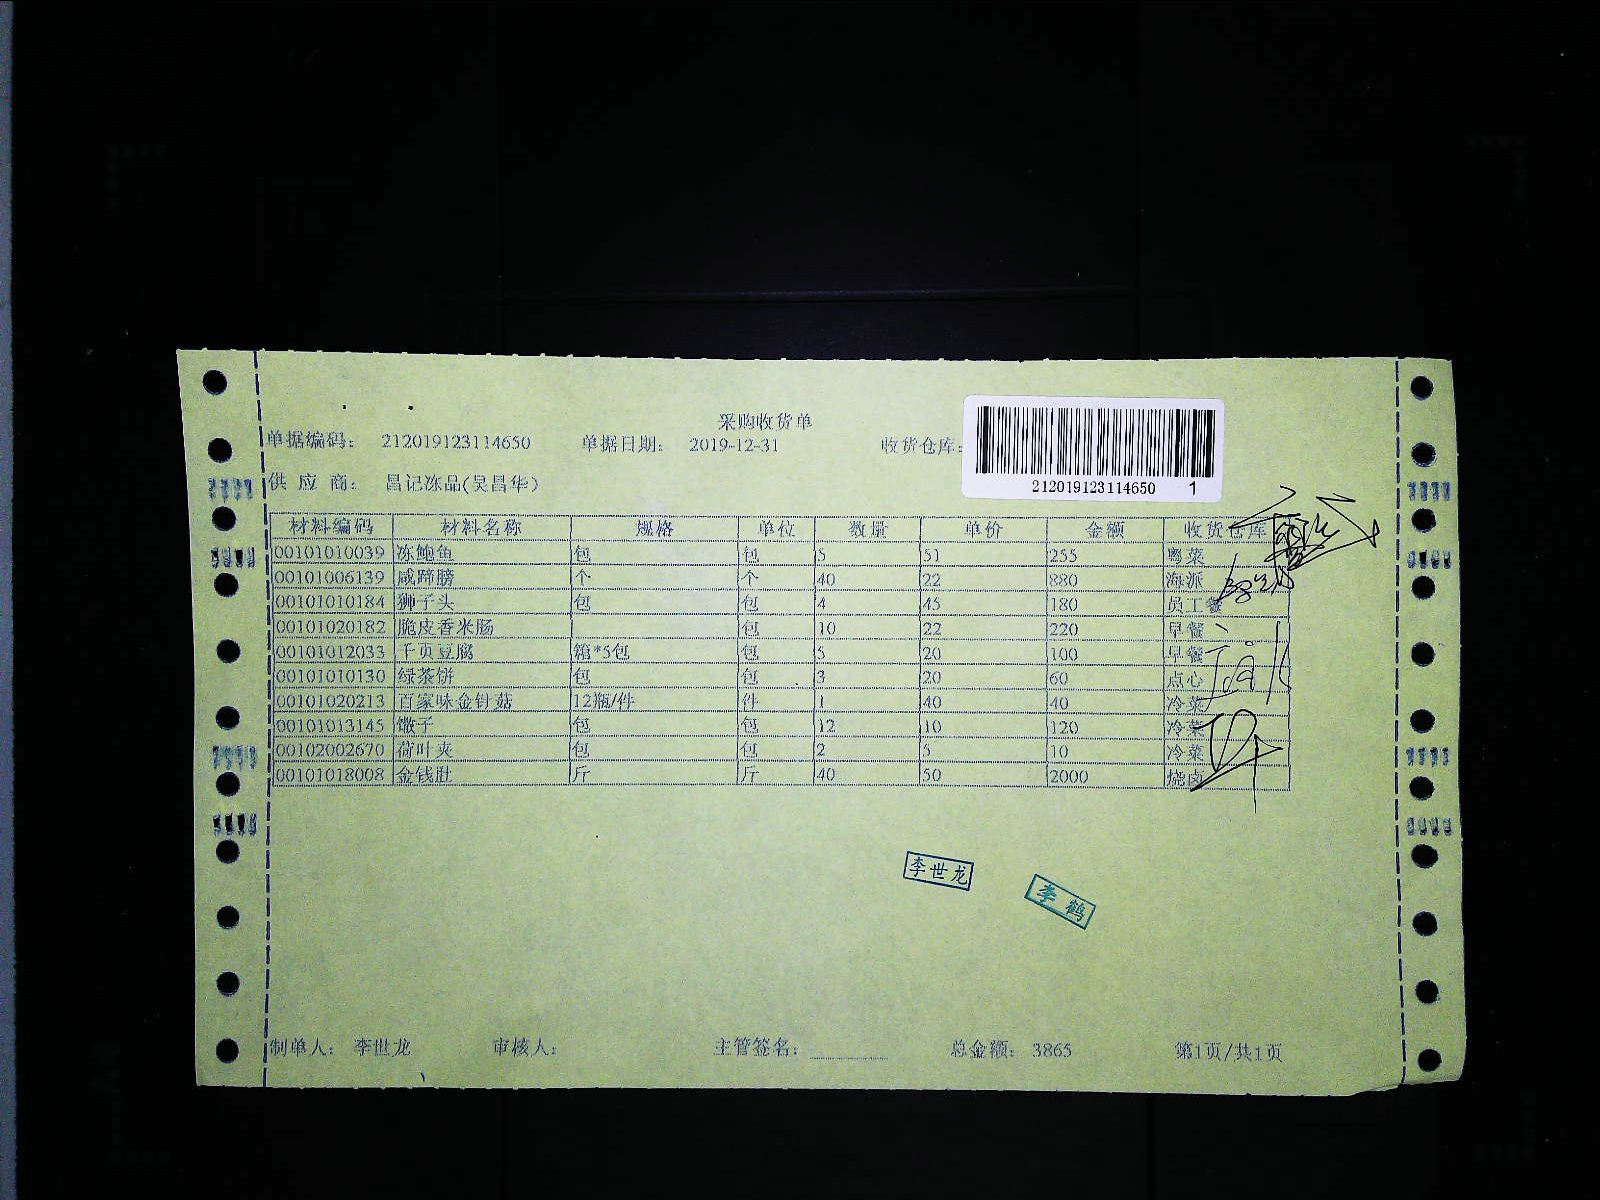 采购收货单
单据编码： 212019123114650 单据日期： 2019-12-31 收货仓库：
212019123114650 1
供 应 商： 昌记冻品(吴昌华)
材料编码 材料名称 规格 单位 数量 单价 金额 收货仓库
00101010039 冻鲍鱼 包 包 5 51 255 粤菜
00101006139 咸蹄膀 个 个 40 22 880 海派
00101010184 狮子头 包 包 4 45 180 员工餐
00101020182 脆皮香米肠 包 10 22 220 早餐
00101012033 千页豆腐 箱*5包 包 5 20 100 早餐
00101010130 绿茶饼 包 包 3 20 60 点心
00101020213 百家味金针菇 12瓶/件 件 1 40 40 冷菜
00101013145 馓子 包 包 12 10 120 冷菜
00102002670 荷叶夹 包 包 2 5 10 冷菜
00101018008 金钱肚 斤 斤 40 50 2000 烧卤
李世龙
李鹤
制单人： 李世龙 审核人： 主管签名：________ 总金额： 3865 第1页/共1页